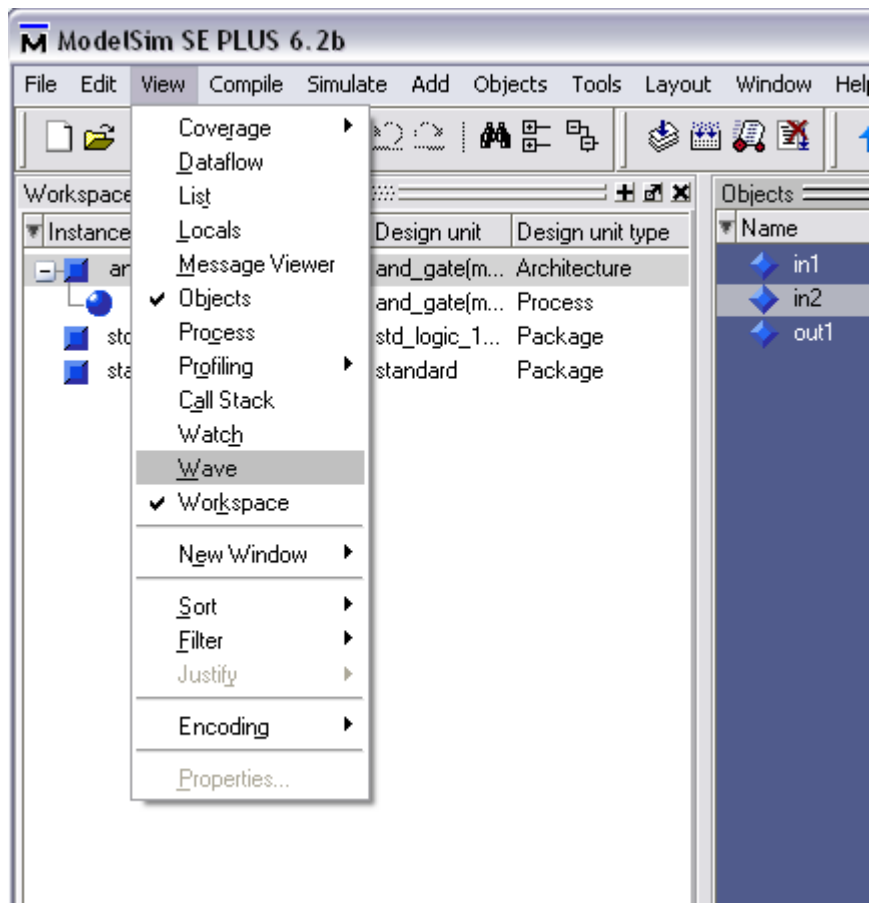 ModelSim SE PLUS 6.2b
File Edit View Compile Simulate Add Objects Tools Layout Window
Coverage
Dataflow
List
Locals
Message Viewer
Objects
Process
Profiling
Call Stack
Watch
Wave
Workspace
New Window
Sort
Filter
Justify
Encoding
Properties...
Workspace
Instance Design unit Design unit type
and_gate(m... Architecture
and_gate(m... Process
std_logic_1... Package
standard Package
Objects
Name
in1
in2
out1